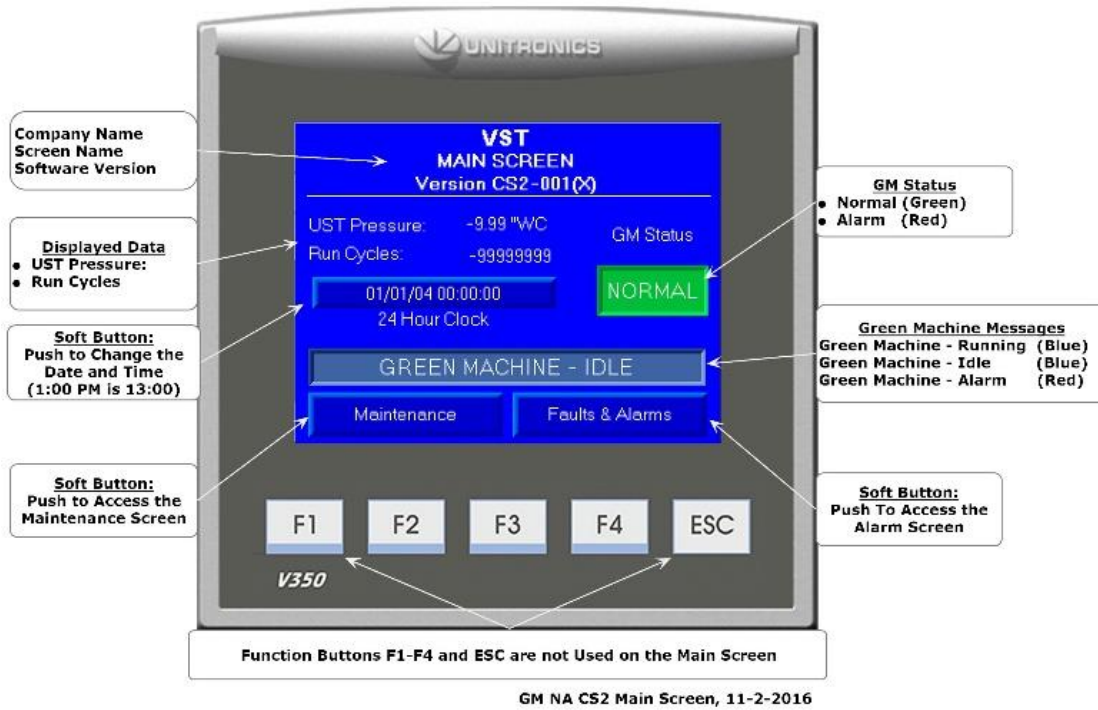 UNITRONICS
Company Name
Screen Name
Software Version
VST
MAIN SCREEN
Version CS2-001(X)
GM Status
• Normal (Green)
• Alarm (Red)
Displayed Data
• UST Pressure:
• Run Cycles
UST Pressure: -9.99 "WC
Run Cycles: -99999999
GM Status
NORMAL
01/01/04 00:00:00
24 Hour Clock
Soft Button:
Push to Change the
Date and Time
(1:00 PM is 13:00)
Green Machine Messages
Green Machine - Running (Blue)
Green Machine - Idle (Blue)
Green Machine - Alarm (Red)
GREEN MACHINE - IDLE
Maintenance
Faults & Alarms
Soft Button:
Push to Access the
Maintenance Screen
Soft Button:
Push To Access the
Alarm Screen
F1 F2 F3 F4 ESC
V350
Function Buttons F1-F4 and ESC are not Used on the Main Screen
GM NA CS2 Main Screen, 11-2-2016